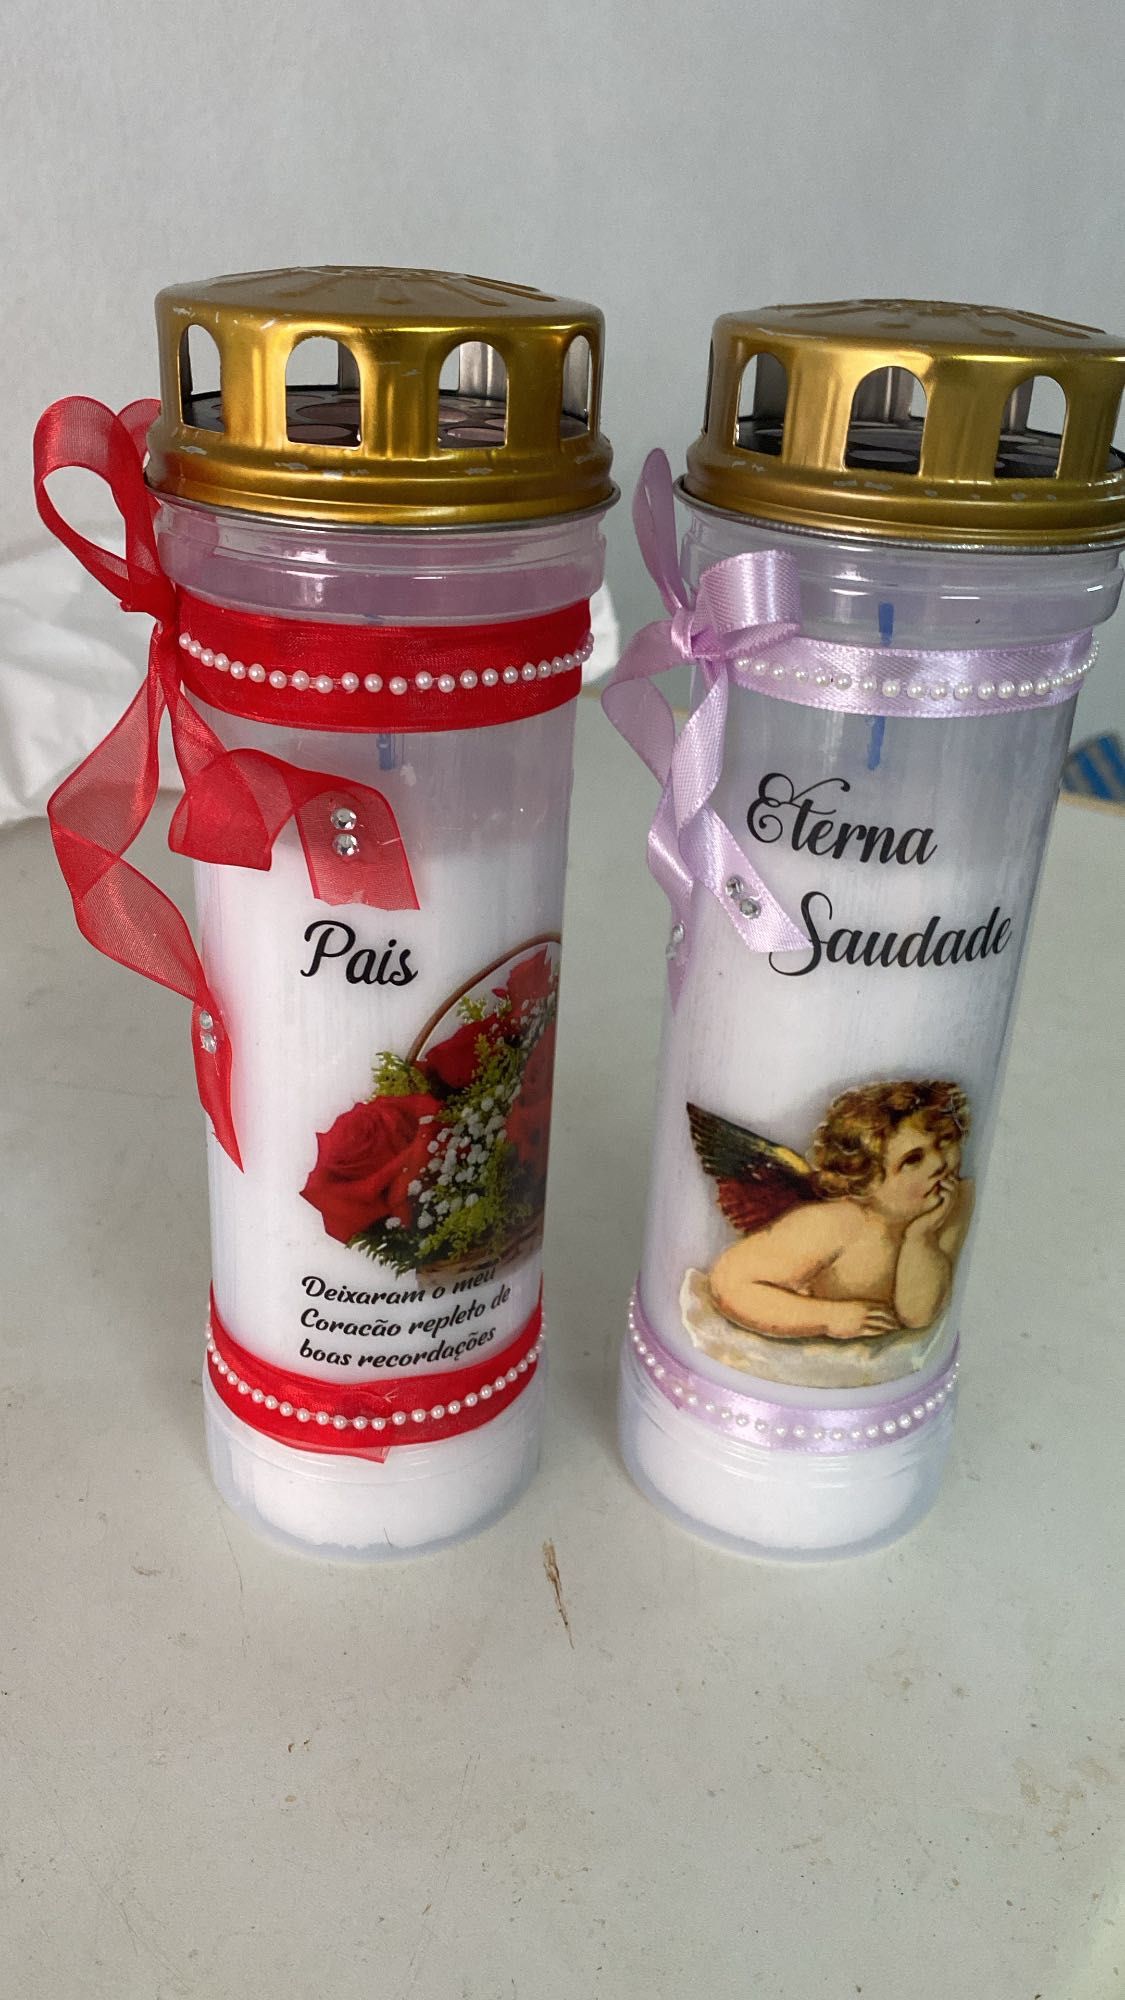 Pais
Deixaram o meu
Coracão repleto de
boas recordações
Eterna
Saudade